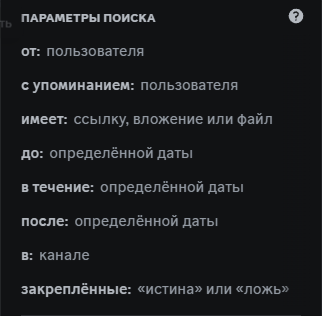 ть
ПАРАМЕТРЫ ПОИСКА
от: пользователя
с упоминанием: пользователя
имеет: ссылку, вложение или файл
до: определённой даты
в течение: определённой даты
после: определённой даты
в: канале
закреплённые: «истина» или «ложь»